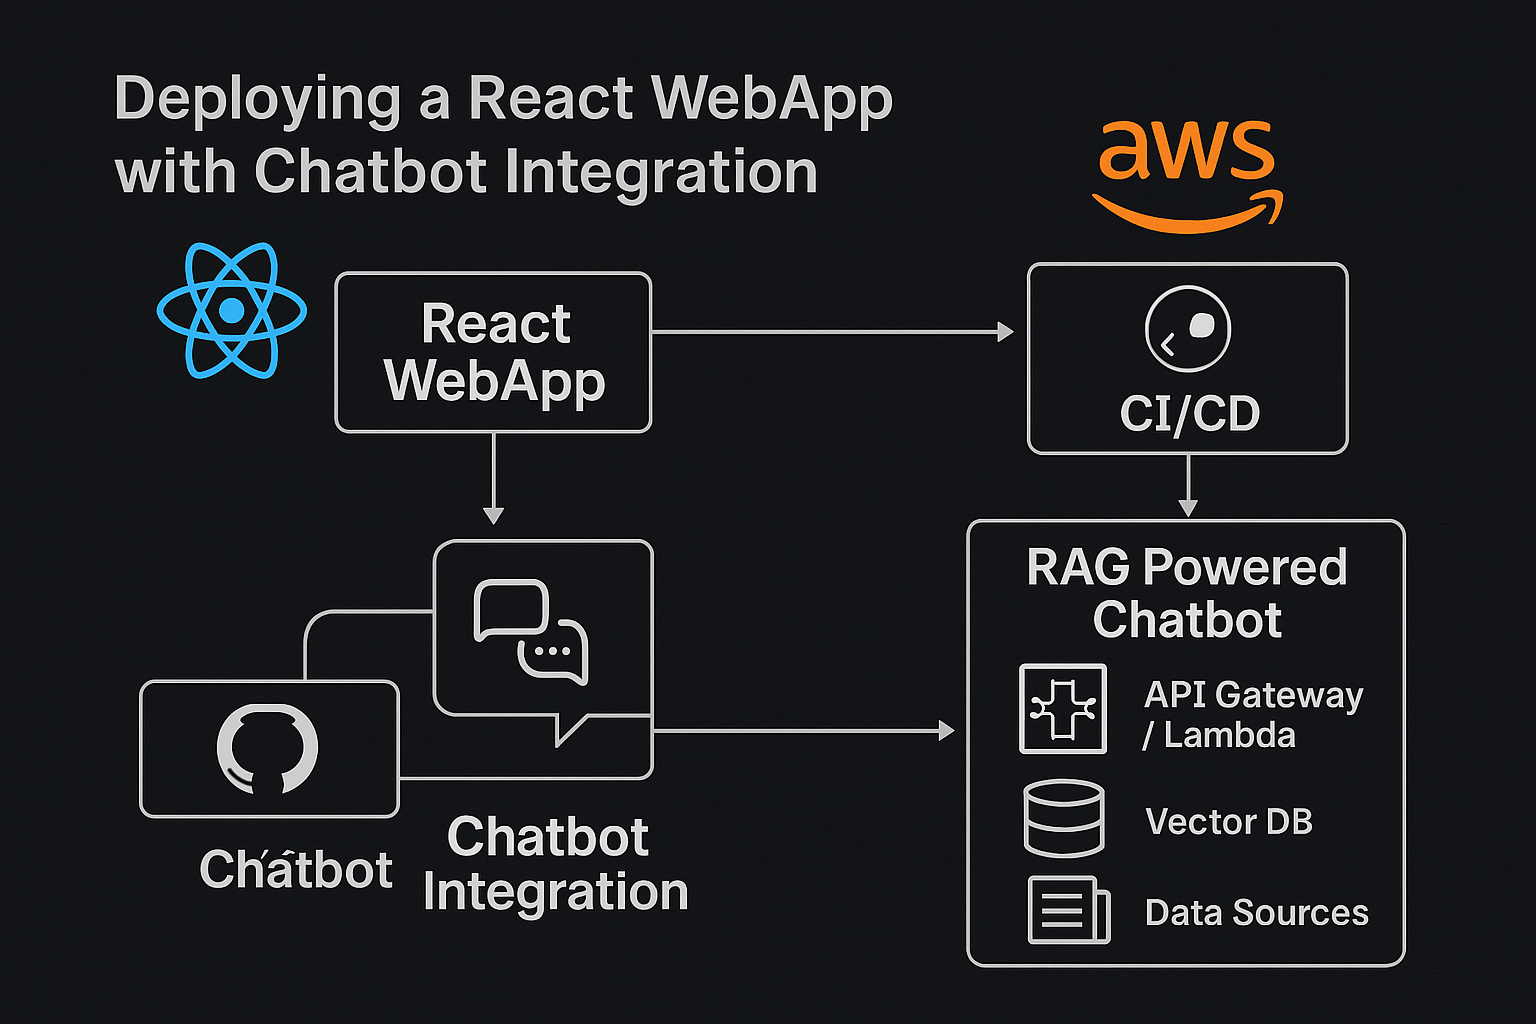 Deploying a React WebApp
with Chatbot Integration
aws
React
WebApp
CI/CD
RAG Powered
Chatbot
API Gateway
/ Lambda
Vector DB
Data Sources
Chatbot
Integration